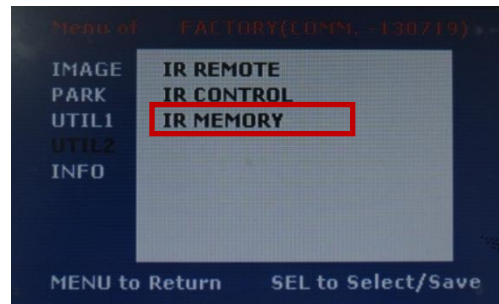 Menu of FACTORY(COMM. -130719)
IMAGE IR REMOTE
PARK IR CONTROL
UTIL1 IR MEMORY
UTIL2
INFO
MENU to Return SEL to Select/Save